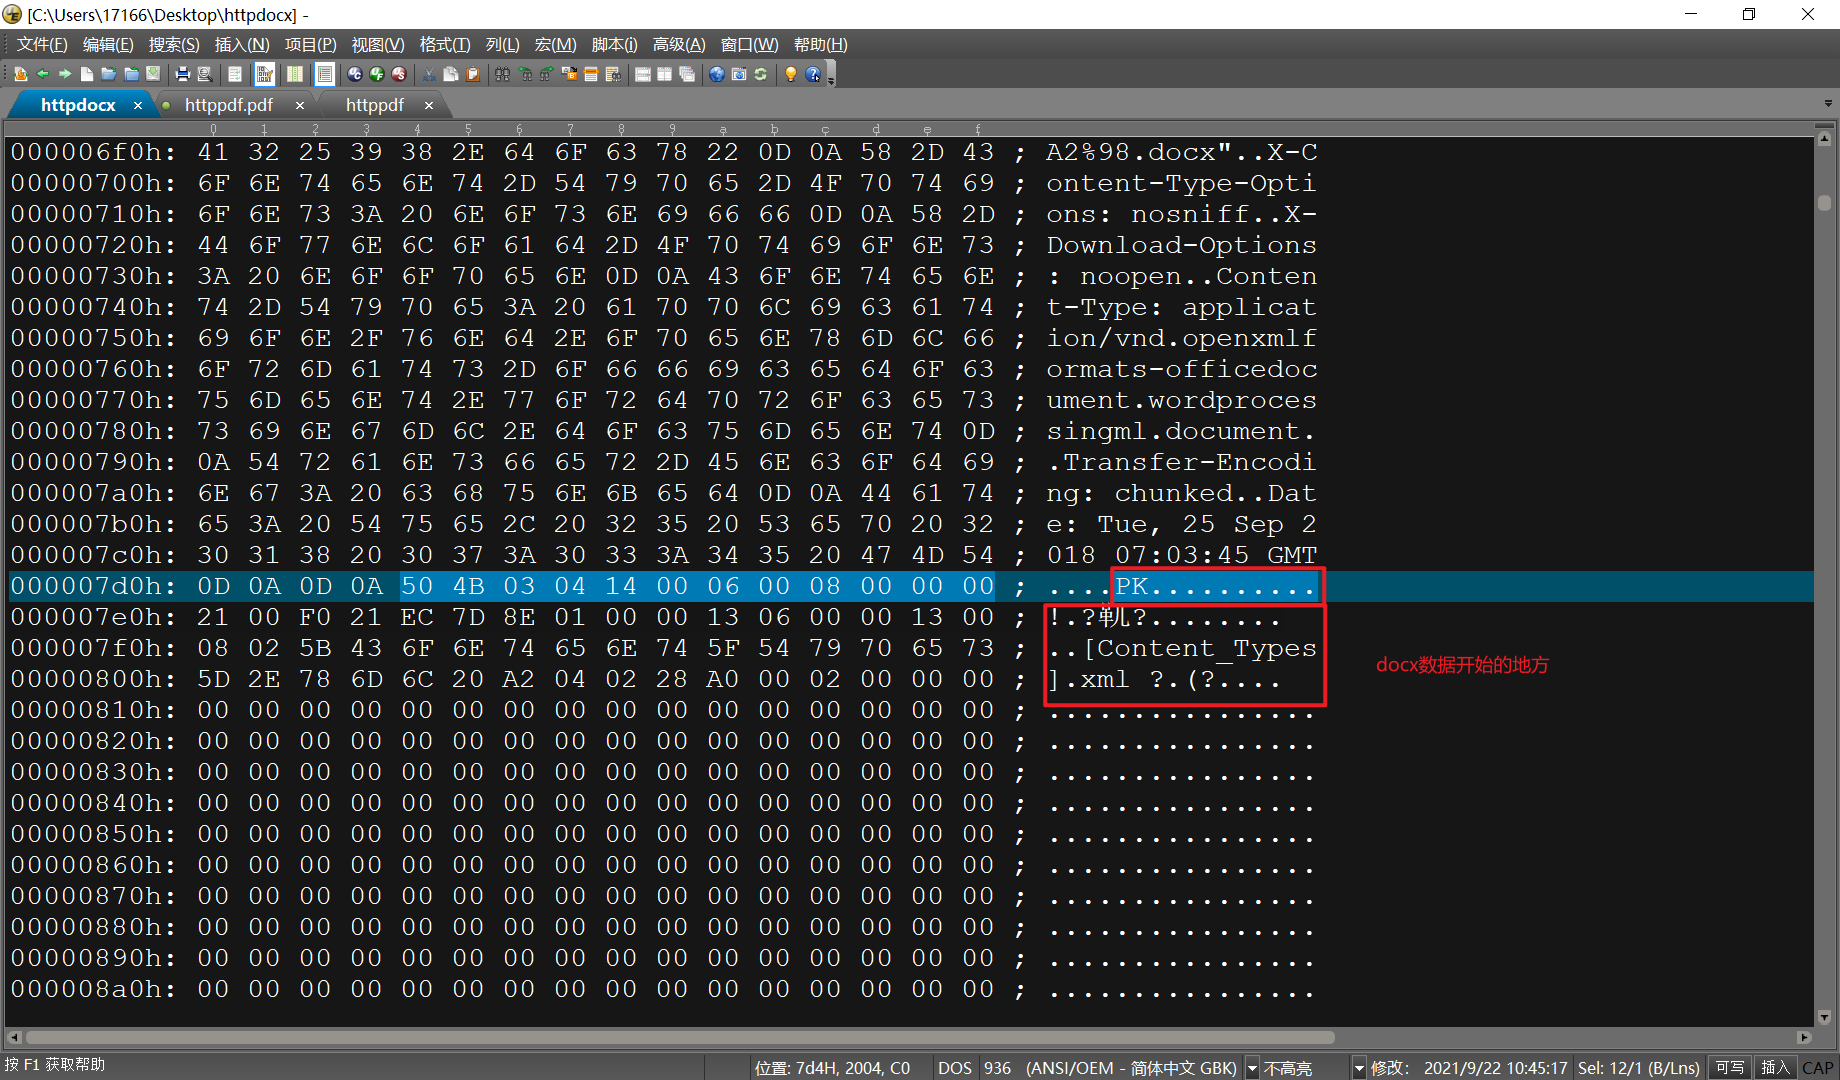 [C:\Users\17166\Desktop\httpdocx] -
文件(F) 编辑(E) 搜索(S) 插入(N) 项目(P) 视图(V) 格式(T) 列(L) 宏(M) 脚本(i) 高级(A) 窗口(W) 帮助(H)
httpdocx × httppdf.pdf × httppdf ×
0 1 2 3 4 5 6 7 8 9 a b c d e f
000006f0h: 41 32 25 39 38 2E 64 6F 63 78 22 0D 0A 58 2D 43 ; A2%98.docx"..X-C
00000700h: 6F 6E 74 65 6E 74 2D 54 79 70 65 2D 4F 70 74 69 ; ontent-Type-Opti
00000710h: 6F 6E 73 3A 20 6E 6F 73 6E 69 66 66 0D 0A 58 2D ; ons: nosniff..X-
00000720h: 44 6F 77 6E 6C 6F 61 64 2D 4F 70 74 69 6F 6E 73 ; Download-Options
00000730h: 3A 20 6E 6F 6F 70 65 6E 0D 0A 43 6F 6E 74 65 6E ; : noopen..Conten
00000740h: 74 2D 54 79 70 65 3A 20 61 70 70 6C 69 63 61 74 ; t-Type: applicat
00000750h: 69 6F 6E 2F 76 6E 64 2E 6F 70 65 6E 78 6D 6C 66 ; ion/vnd.openxmlf
00000760h: 6F 72 6D 61 74 73 2D 6F 66 66 69 63 65 64 6F 63 ; ormats-officedoc
00000770h: 75 6D 65 6E 74 2E 77 6F 72 64 70 72 6F 63 65 73 ; ument.wordproces
00000780h: 73 69 6E 67 6D 6C 2E 64 6F 63 75 6D 65 6E 74 0D ; singml.document.
00000790h: 0A 54 72 61 6E 73 66 65 72 2D 45 6E 63 6F 64 69 ; .Transfer-Encodi
000007a0h: 6E 67 3A 20 63 68 75 6E 6B 65 64 0D 0A 44 61 74 ; ng: chunked..Dat
000007b0h: 65 3A 20 54 75 65 2C 20 32 35 20 53 65 70 20 32 ; e: Tue, 25 Sep 2
000007c0h: 30 31 38 20 30 37 3A 30 33 3A 34 35 20 47 4D 54 ; 018 07:03:45 GMT
000007d0h: 0D 0A 0D 0A 50 4B 03 04 14 00 06 00 08 00 00 00 ; ....PK..........
000007e0h: 21 00 F0 21 EC 7D 8E 01 00 00 13 06 00 00 13 00 ; !.?靰?........
000007f0h: 08 02 5B 43 6F 6E 74 65 6E 74 5F 54 79 70 65 73 ; ..[Content_Types
00000800h: 5D 2E 78 6D 6C 20 A2 04 02 28 A0 00 02 00 00 00 ; ].xml ?.(?....
docx数据开始的地方
00000810h: 00 00 00 00 00 00 00 00 00 00 00 00 00 00 00 00 ; ................
00000820h: 00 00 00 00 00 00 00 00 00 00 00 00 00 00 00 00 ; ................
00000830h: 00 00 00 00 00 00 00 00 00 00 00 00 00 00 00 00 ; ................
00000840h: 00 00 00 00 00 00 00 00 00 00 00 00 00 00 00 00 ; ................
00000850h: 00 00 00 00 00 00 00 00 00 00 00 00 00 00 00 00 ; ................
00000860h: 00 00 00 00 00 00 00 00 00 00 00 00 00 00 00 00 ; ................
00000870h: 00 00 00 00 00 00 00 00 00 00 00 00 00 00 00 00 ; ................
00000880h: 00 00 00 00 00 00 00 00 00 00 00 00 00 00 00 00 ; ................
00000890h: 00 00 00 00 00 00 00 00 00 00 00 00 00 00 00 00 ; ................
000008a0h: 00 00 00 00 00 00 00 00 00 00 00 00 00 00 00 00 ; ................
按 F1 获取帮助 位置: 7d4H, 2004, C0 DOS 936 (ANSI/OEM - 简体中文 GBK) 不高亮 修改: 2021/9/22 10:45:17 Sel: 12/1 (B/Lns) 可写 插入 CAP